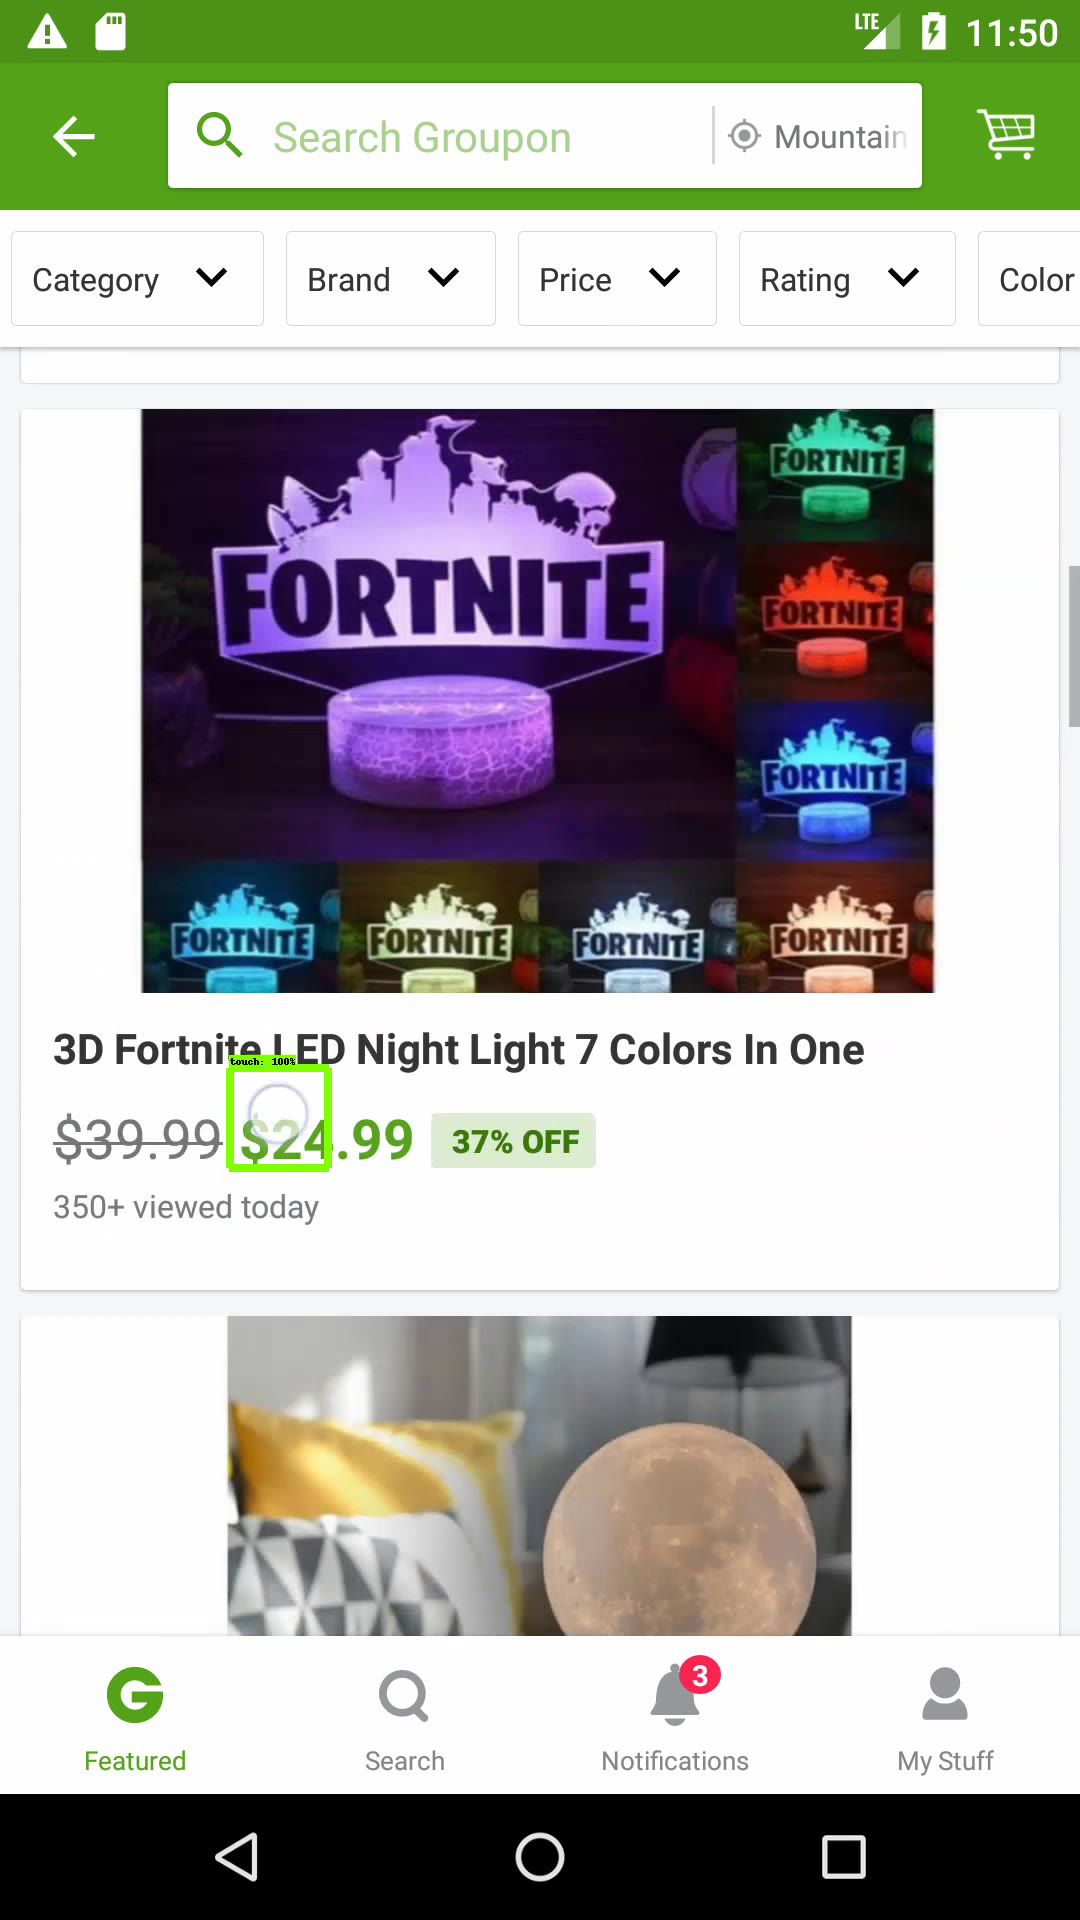 LTE 11:50
Search Groupon Mountain
Category Brand Price Rating Color
FORTNITE
FORTNITE
FORTNITE
FORTNITE
FORTNITE FORTNITE FORTNITE FORTNITE
3D Fortnite LED Night Light 7 Colors In One
touch: 100%
$39.99 $24.99 37% OFF
350+ viewed today
3
Featured Search Notifications My Stuff